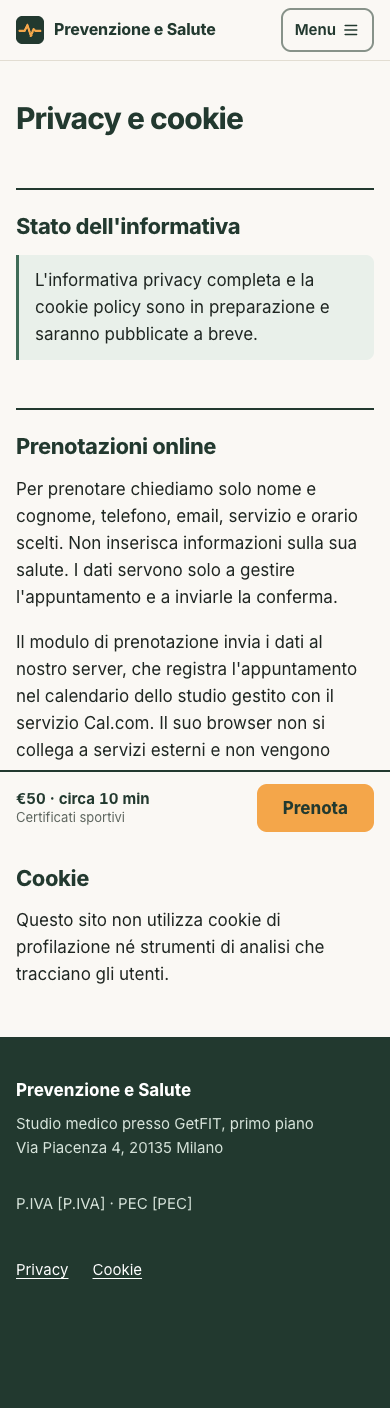 Prevenzione e Salute
Menu
Privacy e cookie
Stato dell'informativa
L'informativa privacy completa e la
cookie policy sono in preparazione e
saranno pubblicate a breve.
Prenotazioni online
Per prenotare chiediamo solo nome e
cognome, telefono, email, servizio e orario
scelti. Non inserisca informazioni sulla sua
salute. I dati servono solo a gestire
l'appuntamento e a inviarle la conferma.
Il modulo di prenotazione invia i dati al
nostro server, che registra l'appuntamento
nel calendario dello studio gestito con il
servizio Cal.com. Il suo browser non si
collega a servizi esterni e non vengono
€50 · circa 10 min
Certificati sportivi
Prenota
Cookie
Questo sito non utilizza cookie di
profilazione né strumenti di analisi che
tracciano gli utenti.
Prevenzione e Salute
Studio medico presso GetFIT, primo piano
Via Piacenza 4, 20135 Milano
P.IVA [P.IVA] · PEC [PEC]
Privacy Cookie